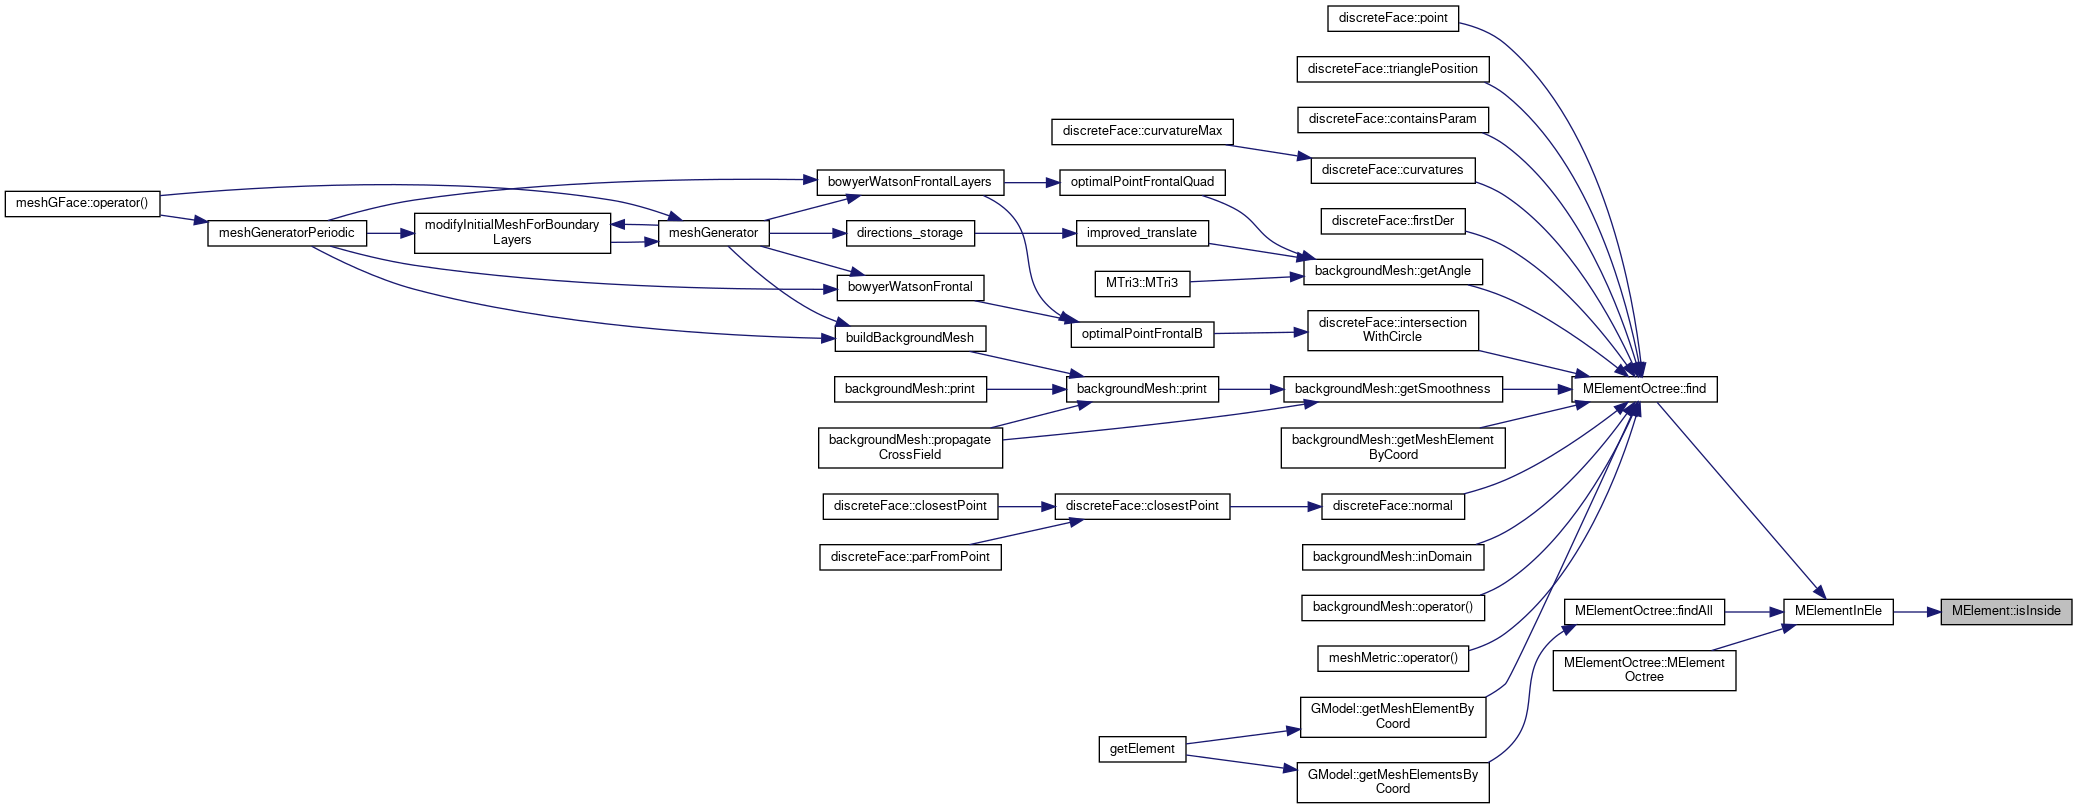 discreteFace::point
discreteFace::trianglePosition
discreteFace::containsParam
discreteFace::curvatureMax
discreteFace::curvatures
bowyerWatsonFrontalLayers
optimalPointFrontalQuad
meshGFace::operator()
discreteFace::firstDer
meshGeneratorPeriodic
modifyInitialMeshForBoundary
Layers
meshGenerator
directions_storage
improved_translate
backgroundMesh::getAngle
MTri3::MTri3
bowyerWatsonFrontal
discreteFace::intersection
WithCircle
optimalPointFrontalB
buildBackgroundMesh
backgroundMesh::print
backgroundMesh::print
backgroundMesh::getSmoothness
MElementOctree::find
backgroundMesh::propagate
CrossField
backgroundMesh::getMeshElement
ByCoord
discreteFace::closestPoint
discreteFace::closestPoint
discreteFace::normal
discreteFace::parFromPoint
backgroundMesh::inDomain
backgroundMesh::operator()
MElementOctree::findAll
MElementInEle
MElement::isInside
meshMetric::operator()
MElementOctree::MElement
Octree
GModel::getMeshElementBy
Coord
getElement
GModel::getMeshElementsBy
Coord